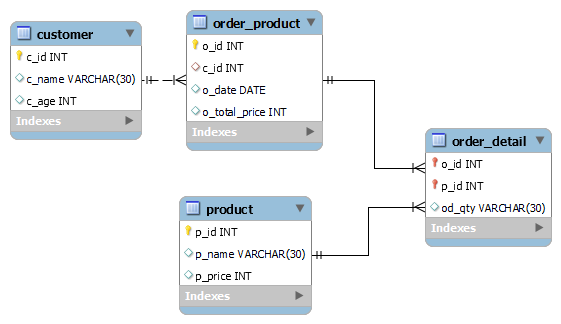 customer
c_id INT
c_name VARCHAR(30)
c_age INT
Indexes
order_product
o_id INT
c_id INT
o_date DATE
o_total_price INT
Indexes
product
p_id INT
p_name VARCHAR(30)
p_price INT
Indexes
order_detail
o_id INT
p_id INT
od_qty VARCHAR(30)
Indexes